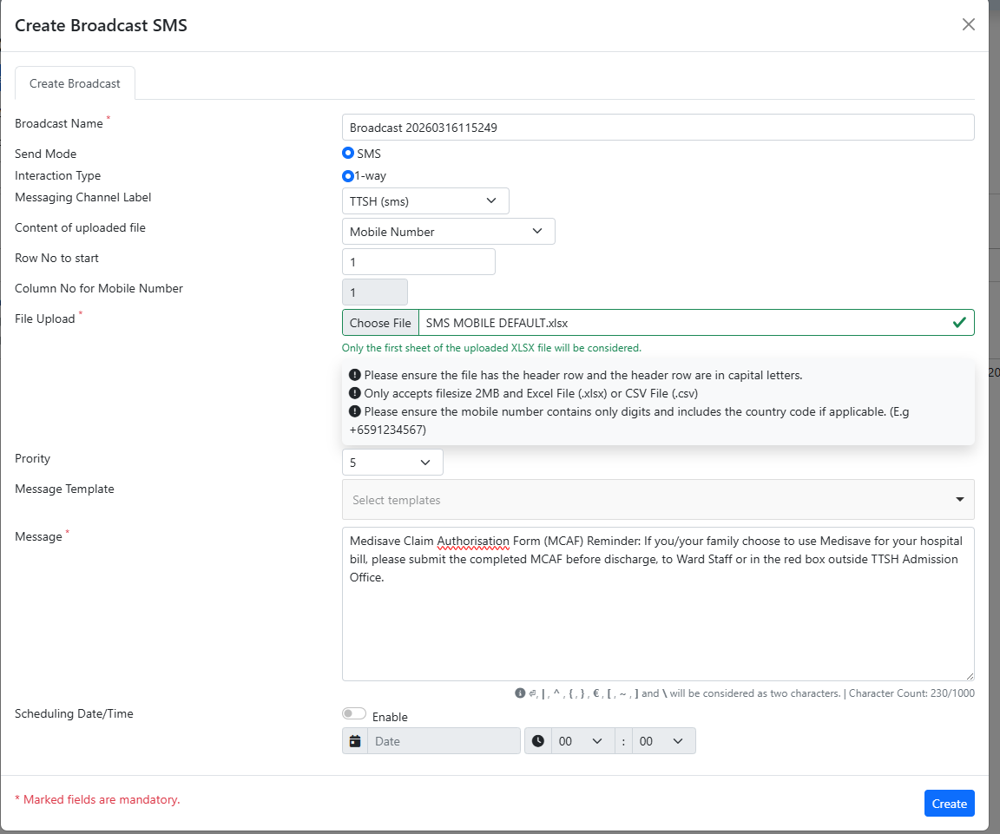 Create Broadcast SMS
Create Broadcast
Broadcast Name *
Broadcast 20260316115249
Send Mode
SMS
Interaction Type
1-way
Messaging Channel Label
TTSH (sms)
Content of uploaded file
Mobile Number
Row No to start
1
Column No for Mobile Number
1
File Upload *
Choose File SMS MOBILE DEFAULT.xlsx
Only the first sheet of the uploaded XLSX file will be considered.
Please ensure the file has the header row and the header row are in capital letters.
Only accepts filesize 2MB and Excel File (.xlsx) or CSV File (.csv)
Please ensure the mobile number contains only digits and includes the country code if applicable. (E.g
+6591234567)
Prority
5
Message Template
Select templates
Message *
Medisave Claim Authorisation Form (MCAF) Reminder: If you/your family choose to use Medisave for your hospital
bill, please submit the completed MCAF before discharge, to Ward Staff or in the red box outside TTSH Admission
Office.
⏎, | , ^ , { , } , € , [ , ~ , ] and \ will be considered as two characters. | Character Count: 230/1000
Scheduling Date/Time
Enable
Date 00 : 00
* Marked fields are mandatory.
Create
20